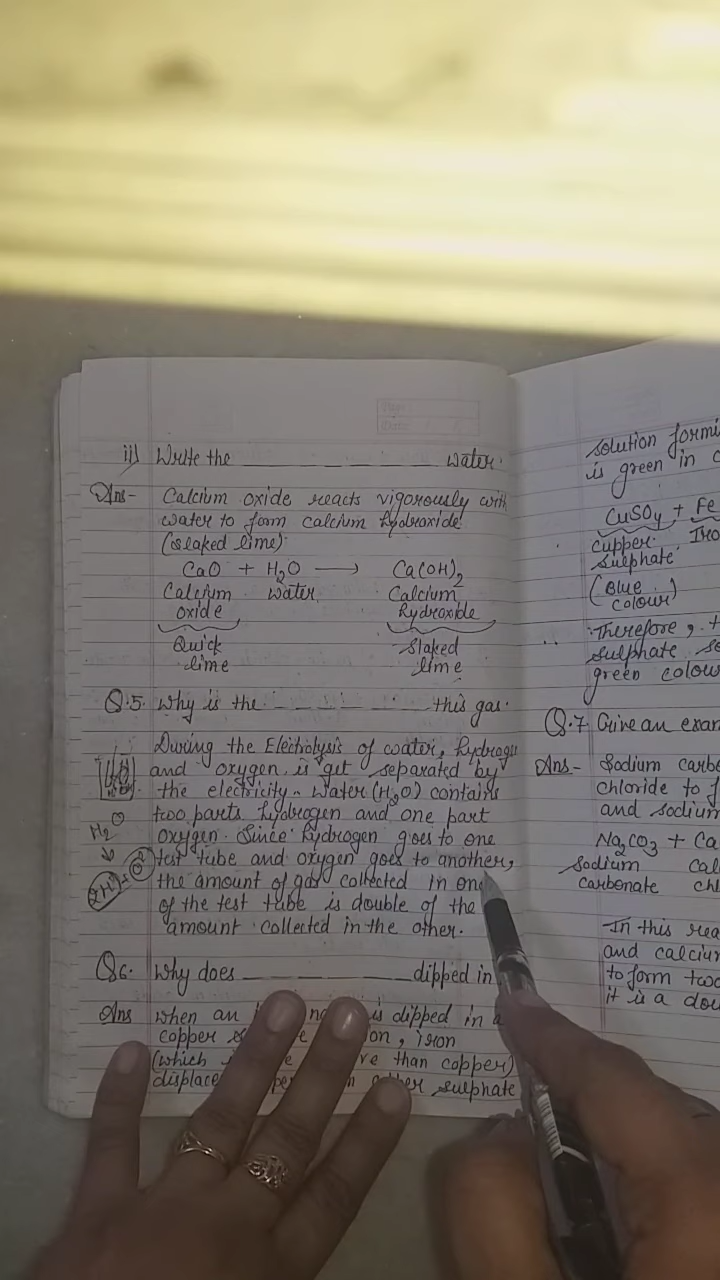 ii) Write the _ _ _ _ _ water.
Ans- Calcium oxide reacts vigorously with
water to form calcium hydroxide.
(slaked lime).
CaO + H₂O → Ca(OH)₂
Calcium water Calcium
oxide Hydroxide
Quick Slaked
lime lime
Q.5. Why is the _ _ _ _ _ this gas.
During the Electrolysis of water, hydrogen
and oxygen is get separated by
the electricity. Water (H₂O) contains
two parts hydrogen and one part
oxygen. Since hydrogen goes to one
test tube and oxygen goes to another,
the amount of gas collected in one
of the test tube is double of the
amount collected in the other.
H₂O
Q6. Why does _ _ _ _ dipped in
Ans when an is dipped in a
copper on, iron
(which than copper)
displace sulphate
solution formi
is green in c
CuSO₄ + Fe
cupper Iro
sulphate
(Blue
colour)
∴ Therefore, t
sulphate so
green colou
Q.7 Give an exam
Ans- Sodium carbo
chloride to f
and sodium
Na₂CO₃ + Ca
sodium cal
carbonate chl
In this rea
and calcium
to form two
it is a dou